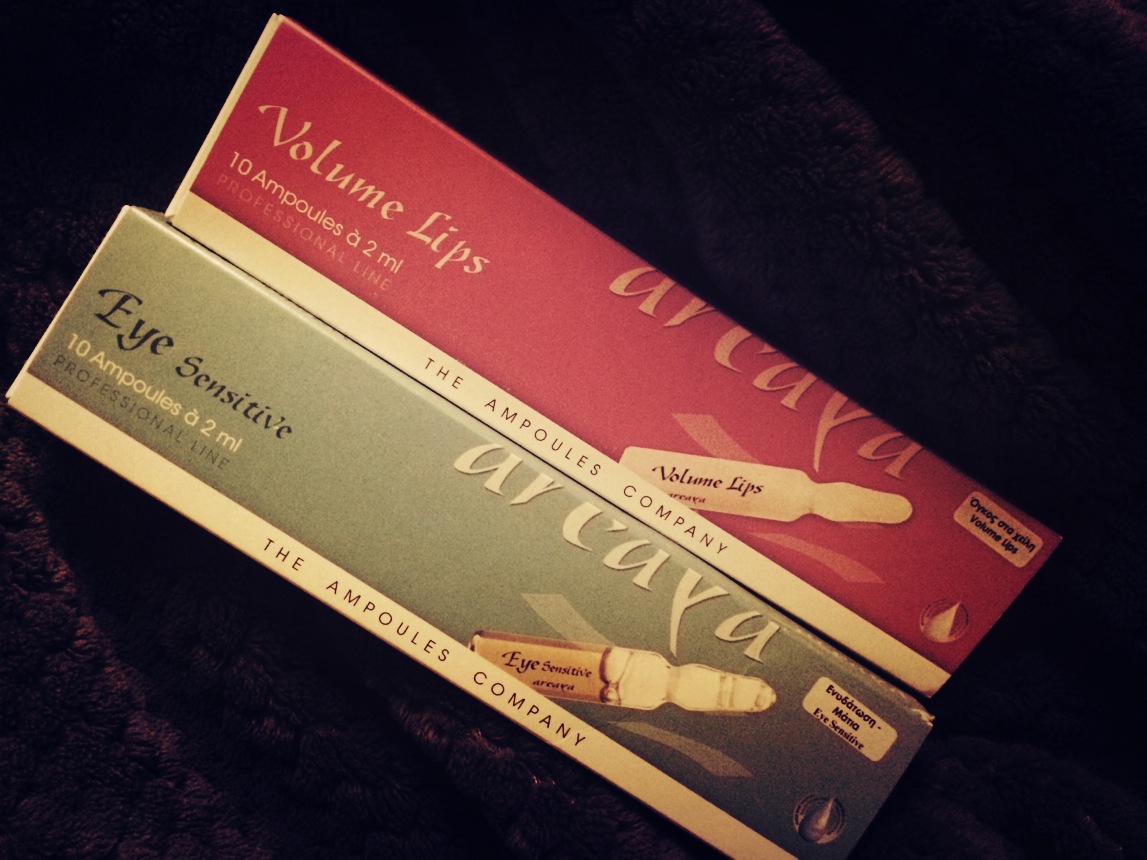 Volume Lips
10 Ampoules à 2 ml
PROFESSIONAL LINE
arcaya
Volume Lips
arcaya
Όγκος στα χείλη
Volume Lips
THE AMPOULES COMPANY
Eye Sensitive
10 Ampoules à 2 ml
PROFESSIONAL LINE
arcaya
Eye Sensitive
arcaya
Ενυδάτωση -
Μάτια
Eye Sensitive
THE AMPOULES COMPANY